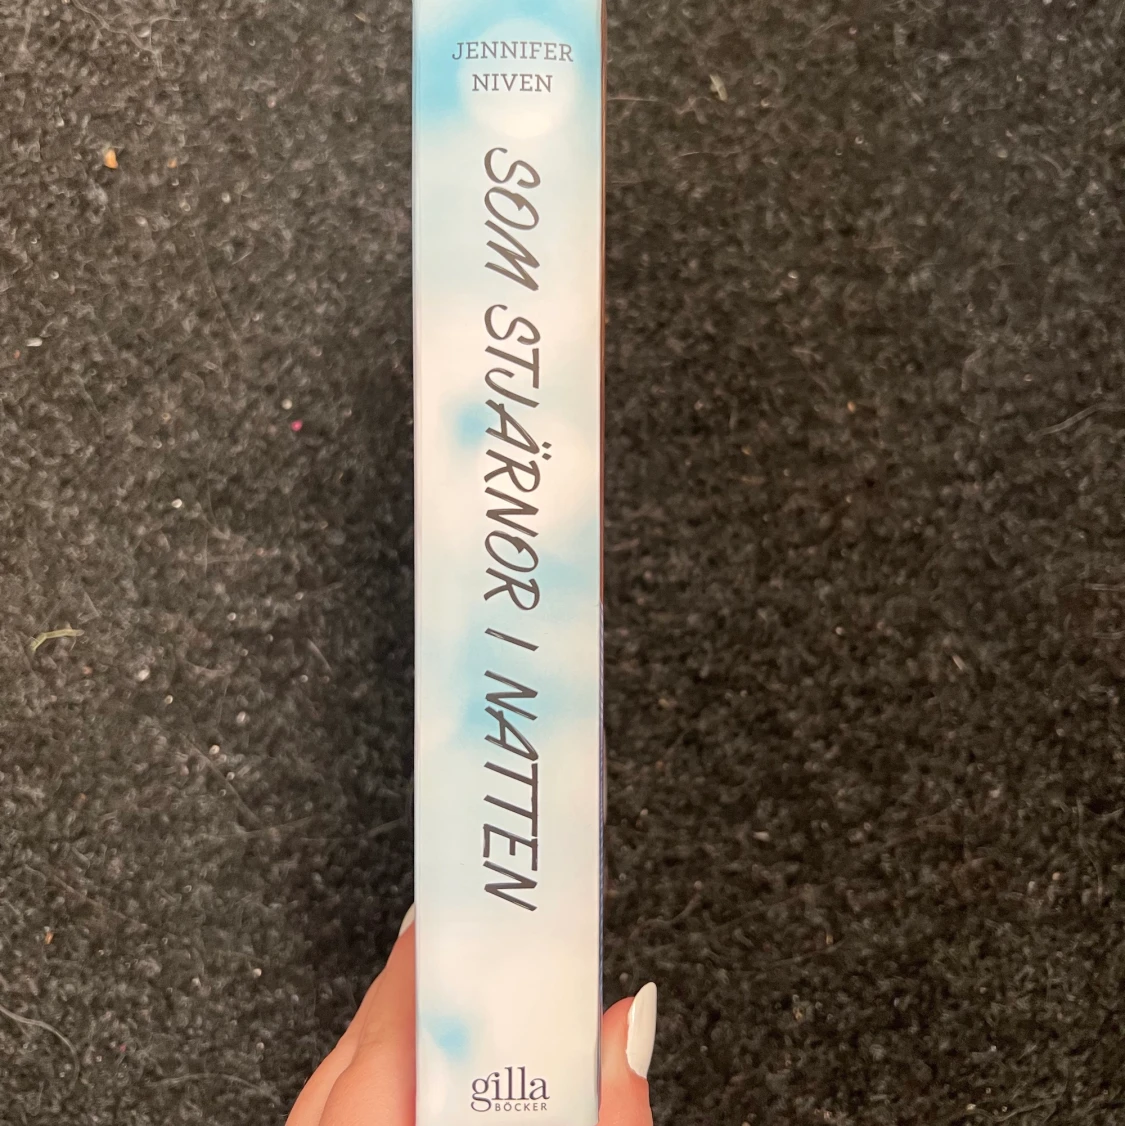 JENNIFER
NIVEN
SOM STJÄRNOR I NATTEN
gilla
BÖCKER